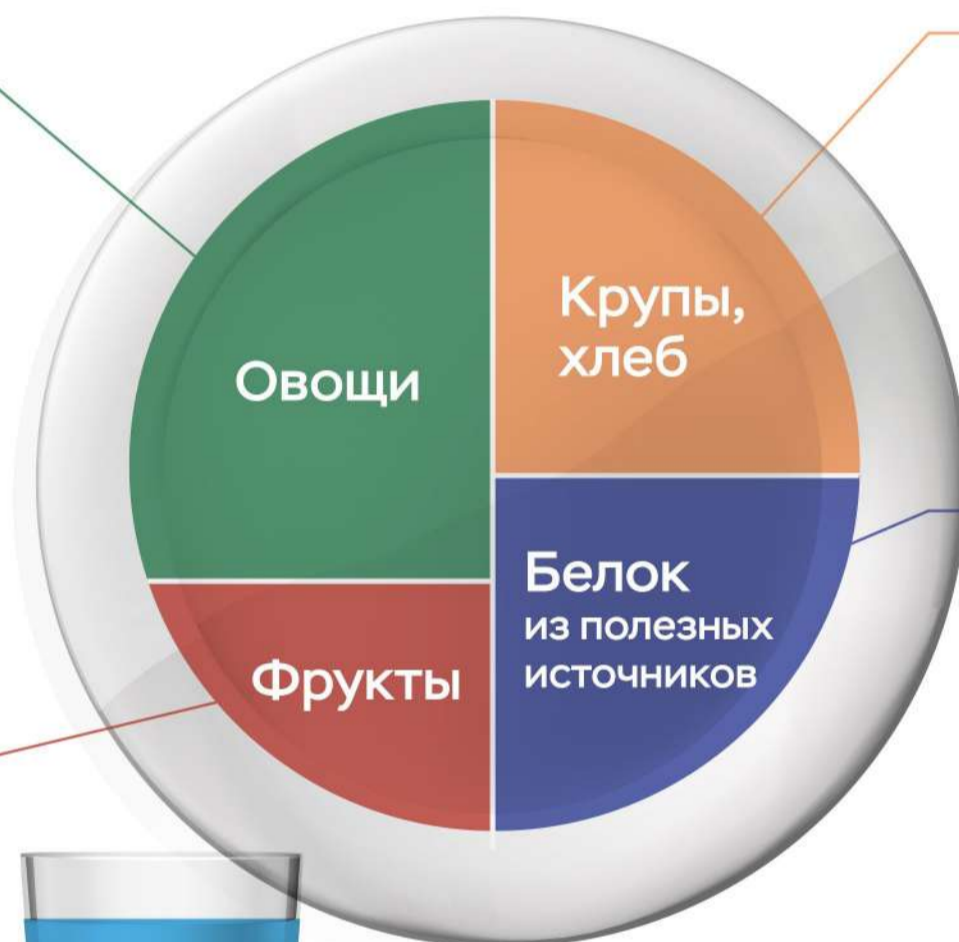 Овощи
Крупы,
хлеб
Фрукты
Белок
из полезных
источников